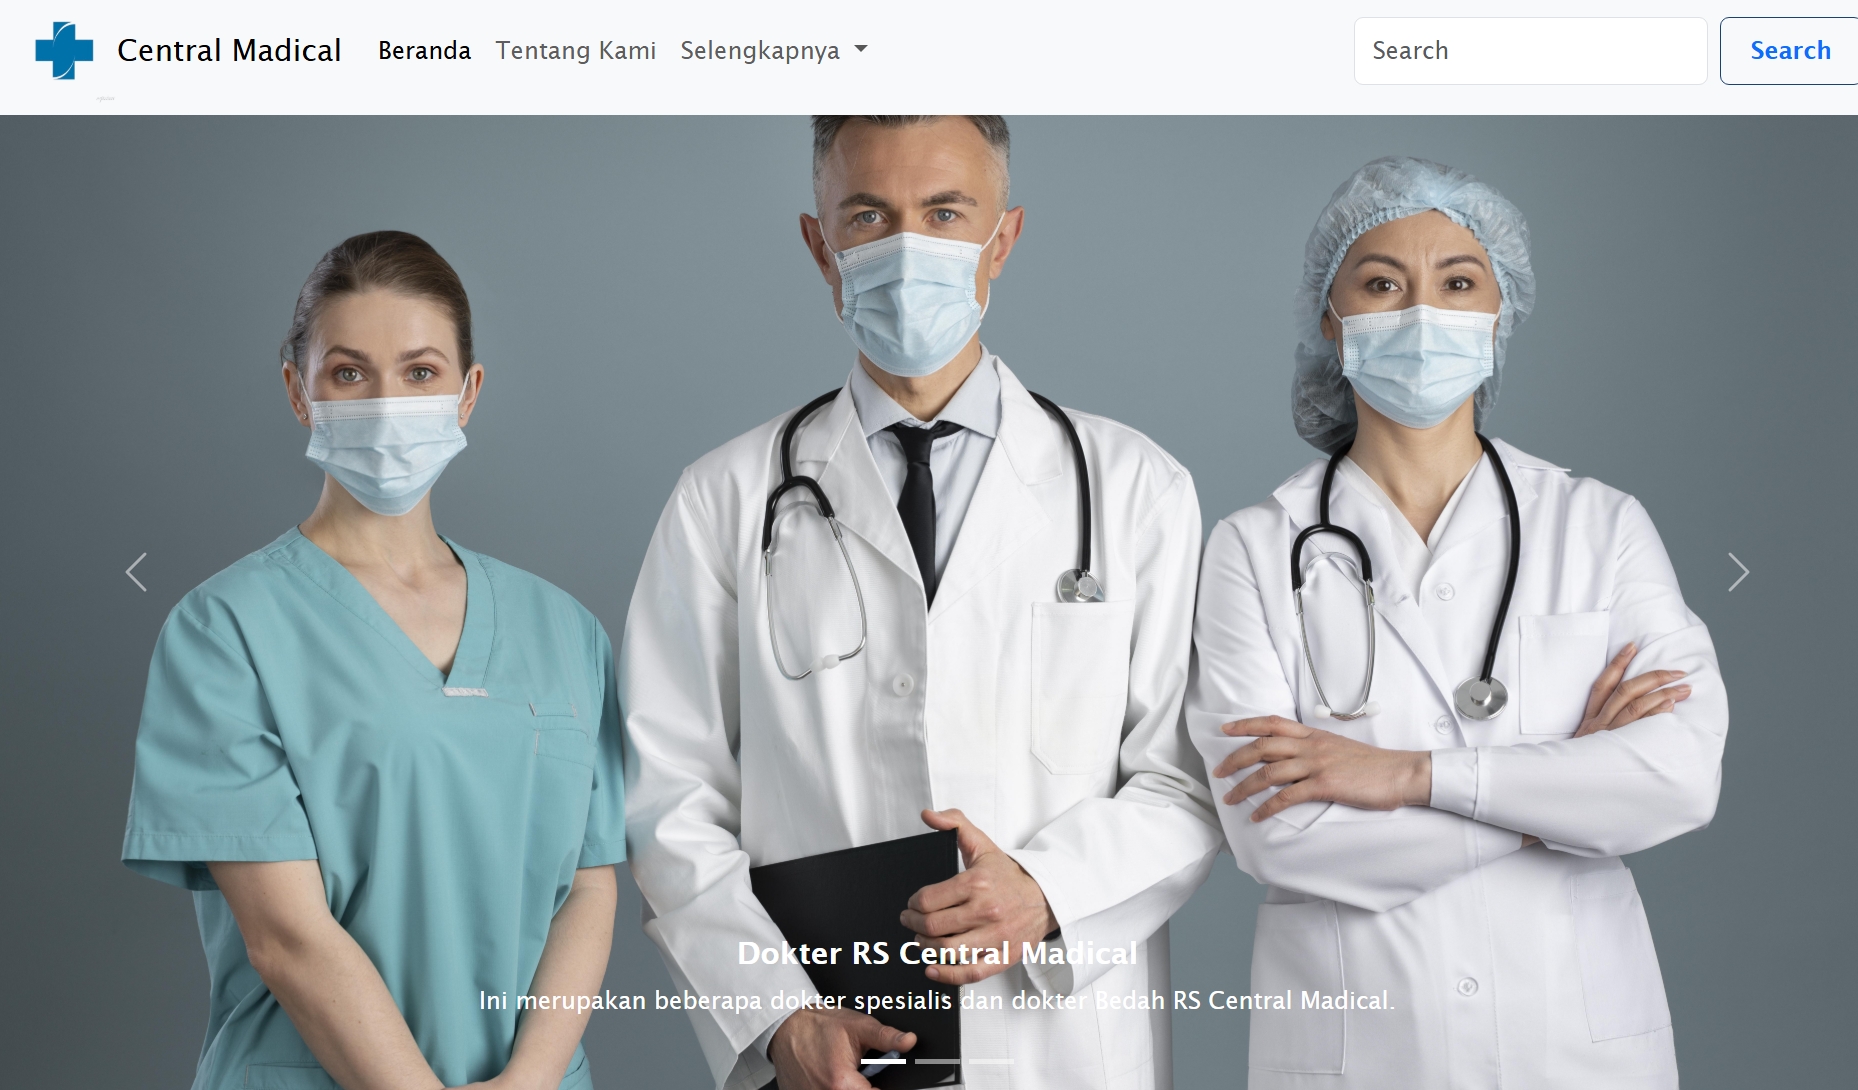 Central Madical
Beranda
Tentang Kami
Selengkapnya
Search
Search
Dokter RS Central Madical
Ini merupakan beberapa dokter spesialis dan dokter Bedah RS Central Madical.